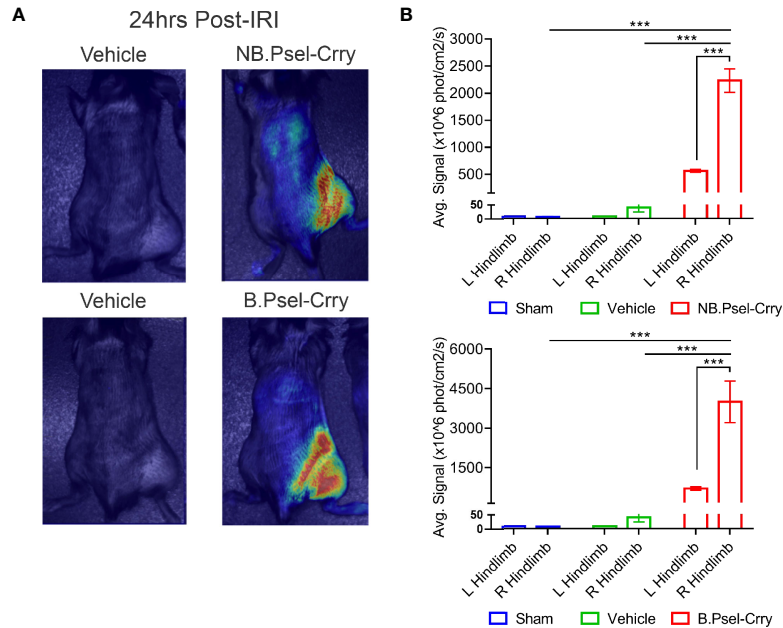 A
24hrs Post-IRI
Vehicle
NB.Psel-Crry
Vehicle
B.Psel-Crry
B
***
***
***
3000
2500
2000
1500
1000
500
50
0
Avg. Signal (x10^6 phot/cm2/s)
L Hindlimb
R Hindlimb
L Hindlimb
R Hindlimb
L Hindlimb
R Hindlimb
Sham
Vehicle
NB.Psel-Crry
***
***
***
6000
4500
3000
1500
50
0
Avg. Signal (x10^6 phot/cm2/s)
L Hindlimb
R Hindlimb
L Hindlimb
R Hindlimb
L Hindlimb
R Hindlimb
Sham
Vehicle
B.Psel-Crry